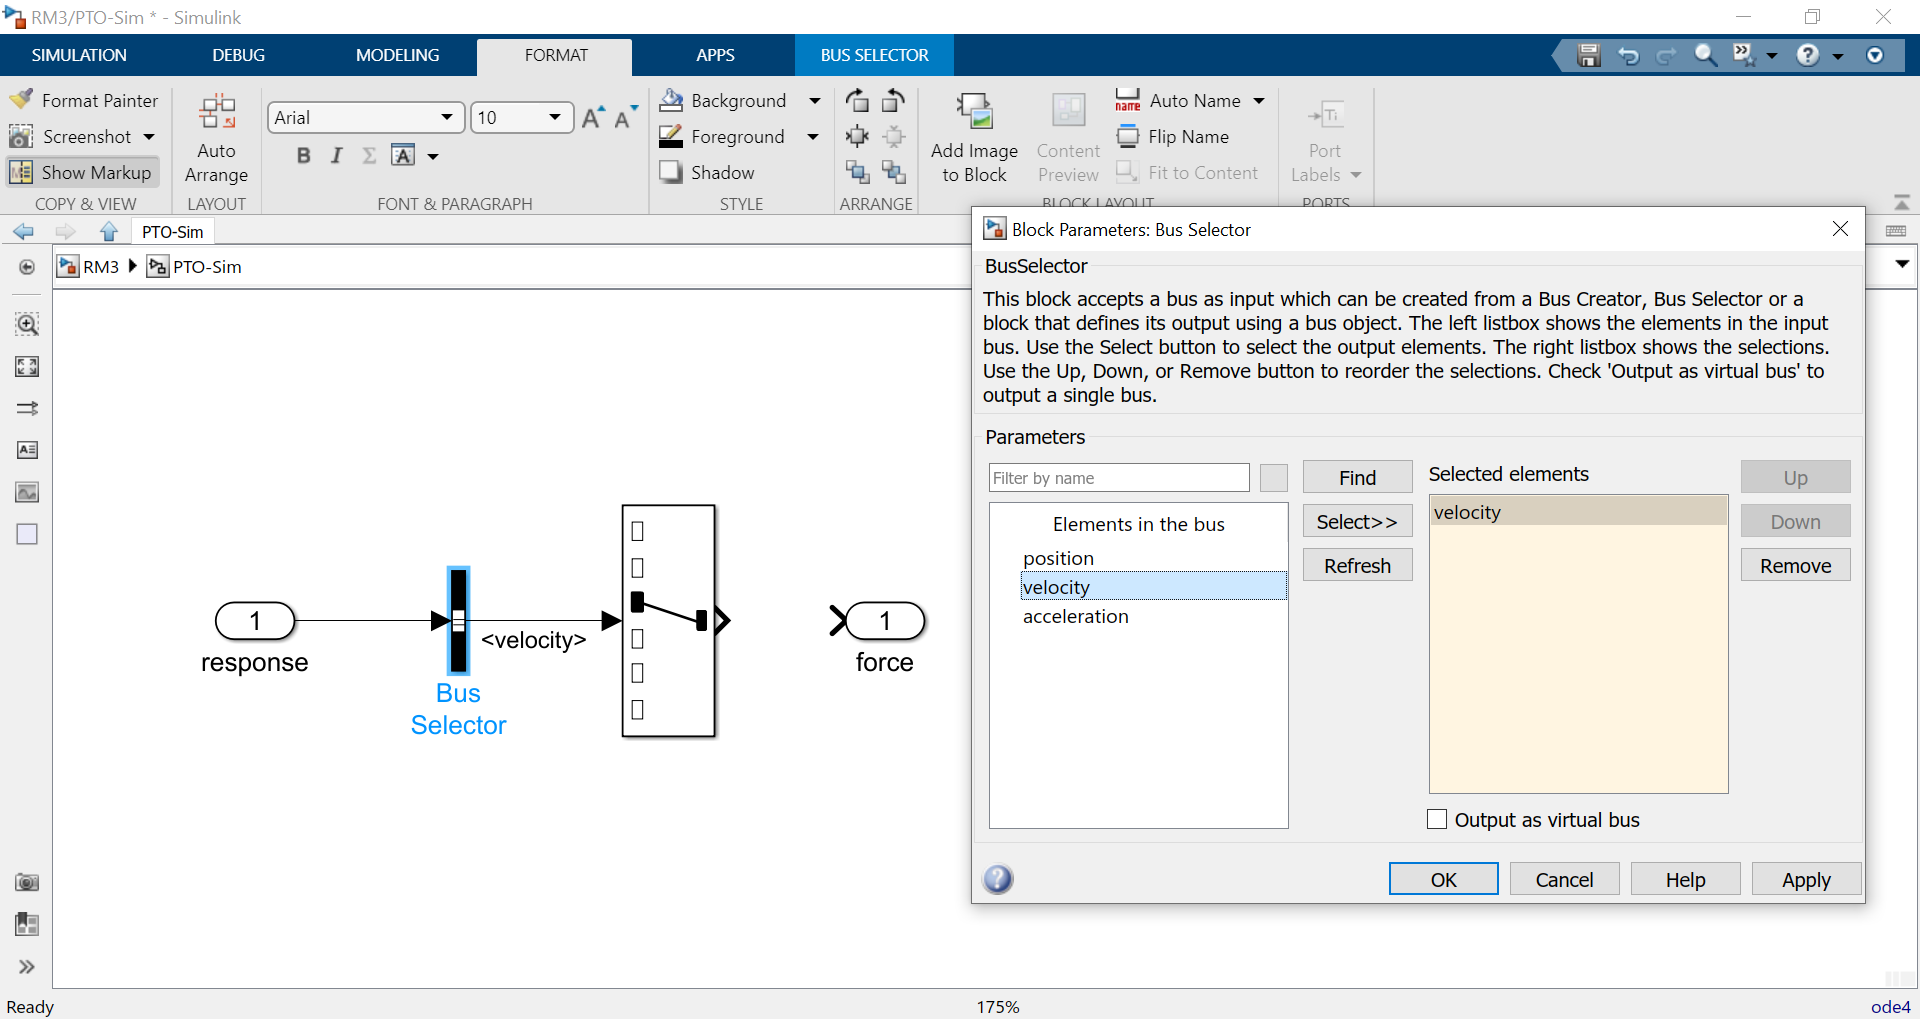 RM3/PTO-Sim * - Simulink
SIMULATION
DEBUG
MODELING
FORMAT
APPS
BUS SELECTOR
Format Painter
Screenshot
Show Markup
COPY & VIEW
Auto
Arrange
LAYOUT
Arial
10
A
A
B
I
Σ
A
FONT & PARAGRAPH
Background
Foreground
Shadow
STYLE
ARRANGE
Add Image
to Block
Content
Preview
name
Auto Name
Flip Name
Fit to Content
BLOCK LAYOUT
Port
Labels
PORTS
PTO-Sim
RM3
PTO-Sim
1
response
Bus
Selector
<velocity>
1
force
Block Parameters: Bus Selector
BusSelector
This block accepts a bus as input which can be created from a Bus Creator, Bus Selector or a
block that defines its output using a bus object. The left listbox shows the elements in the input
bus. Use the Select button to select the output elements. The right listbox shows the selections.
Use the Up, Down, or Remove button to reorder the selections. Check 'Output as virtual bus' to
output a single bus.
Parameters
Filter by name
Elements in the bus
position
velocity
acceleration
Find
Select>>
Refresh
Selected elements
velocity
Up
Down
Remove
Output as virtual bus
OK
Cancel
Help
Apply
Ready
175%
ode4